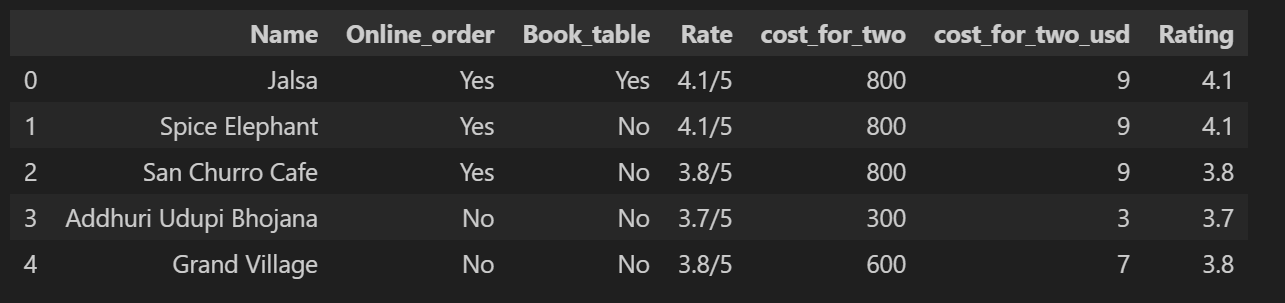 Name Online_order Book_table Rate cost_for_two cost_for_two_usd Rating
0 Jalsa Yes Yes 4.1/5 800 9 4.1
1 Spice Elephant Yes No 4.1/5 800 9 4.1
2 San Churro Cafe Yes No 3.8/5 800 9 3.8
3 Addhuri Udupi Bhojana No No 3.7/5 300 3 3.7
4 Grand Village No No 3.8/5 600 7 3.8